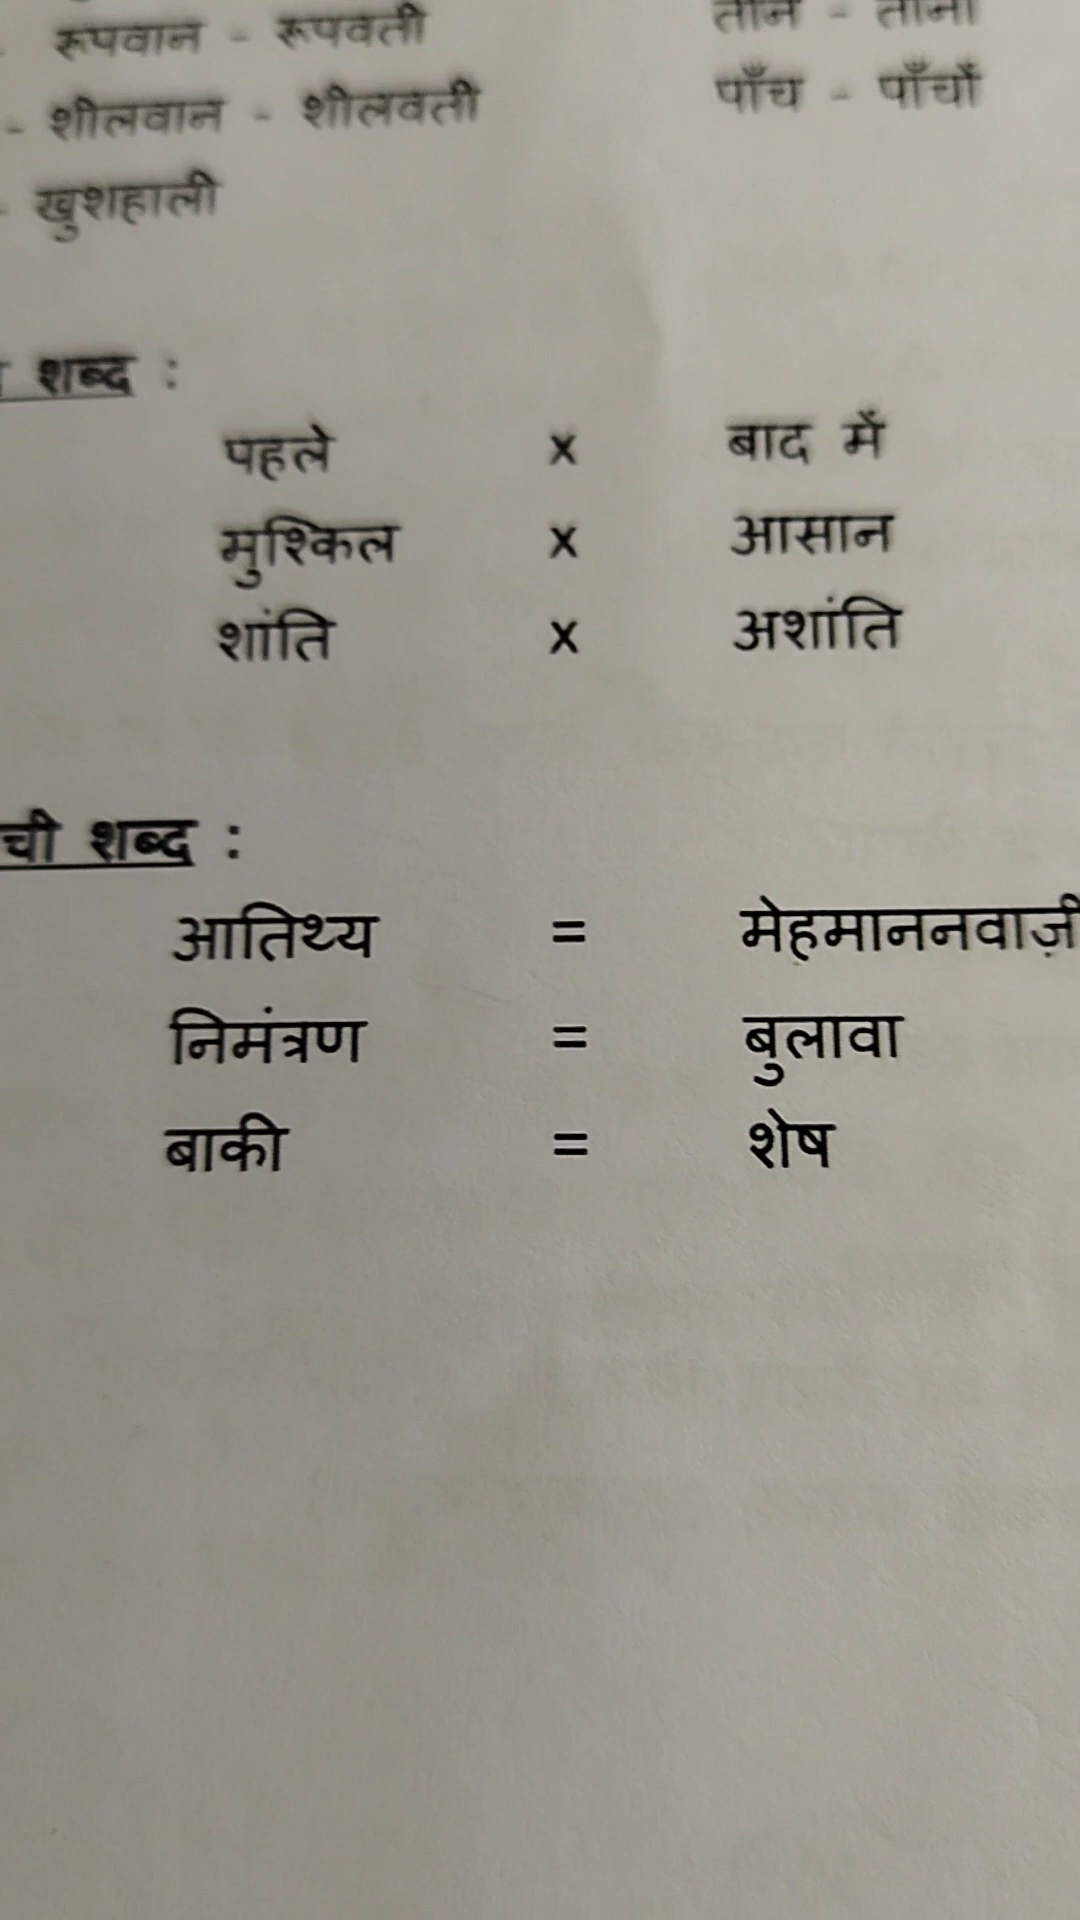 - रूपवान - रूपवती
तीन - तीनों
- शीलवान - शीलवती
पाँच - पाँचों
- खुशहाली
शब्द :
पहले x बाद में
मुश्किल x आसान
शांति x अशांति
ची शब्द :
आतिथ्य = मेहमाननवाज़ी
निमंत्रण = बुलावा
बाकी = शेष